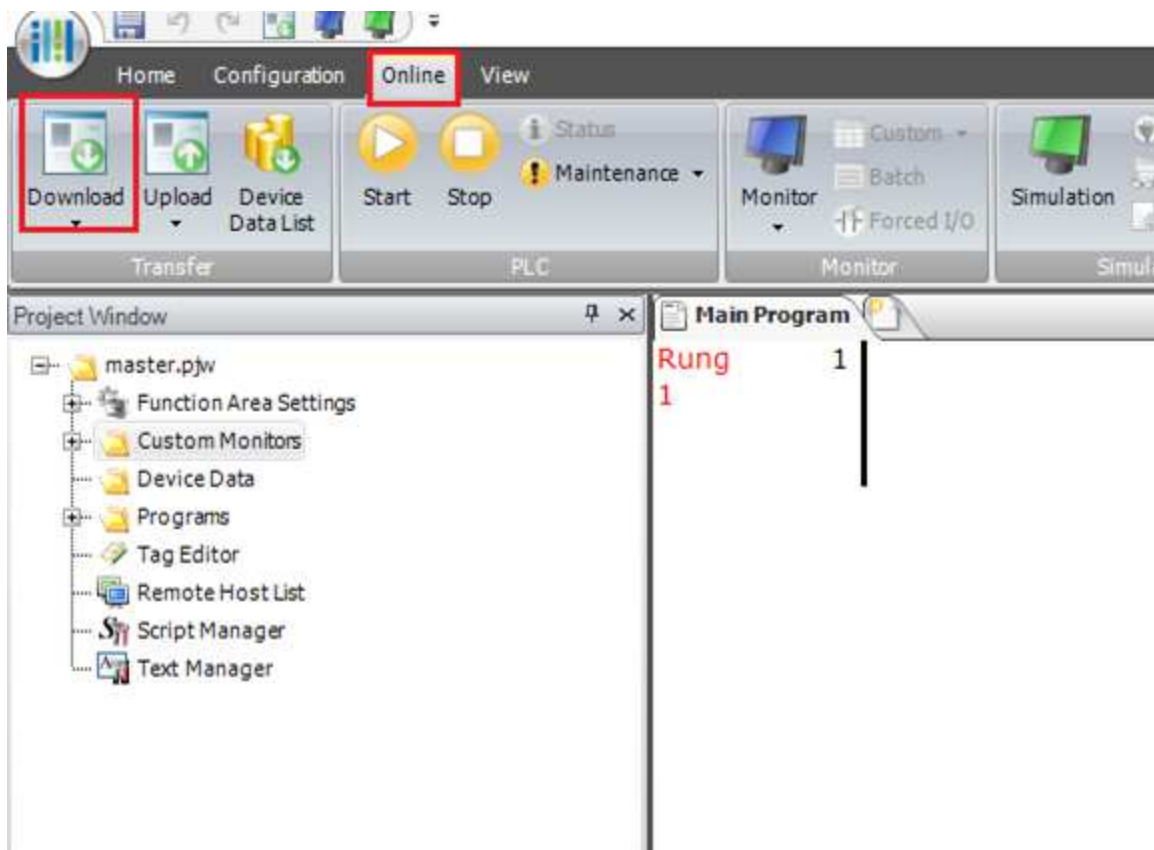 Home Configuration Online View
Status
Custom
Maintenance
Batch
Download Upload Device Start Stop Monitor Simulation
Data List
Forced I/O
Transfer PLC Monitor
Project Window
Main Program
master.pjw
Rung 1
1
Function Area Settings
Custom Monitors
Device Data
Programs
Tag Editor
Remote Host List
Script Manager
Text Manager